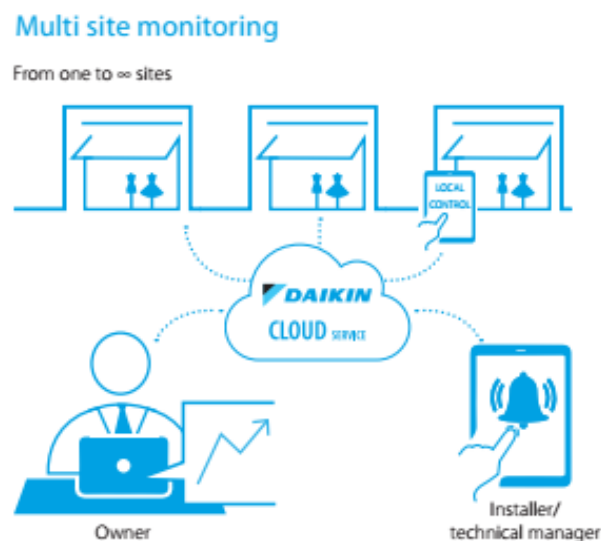 Multi site monitoring
From one to ∞ sites
LOCAL
CONTROL
DAIKIN
CLOUD SERVICE
Owner
Installer/
technical manager